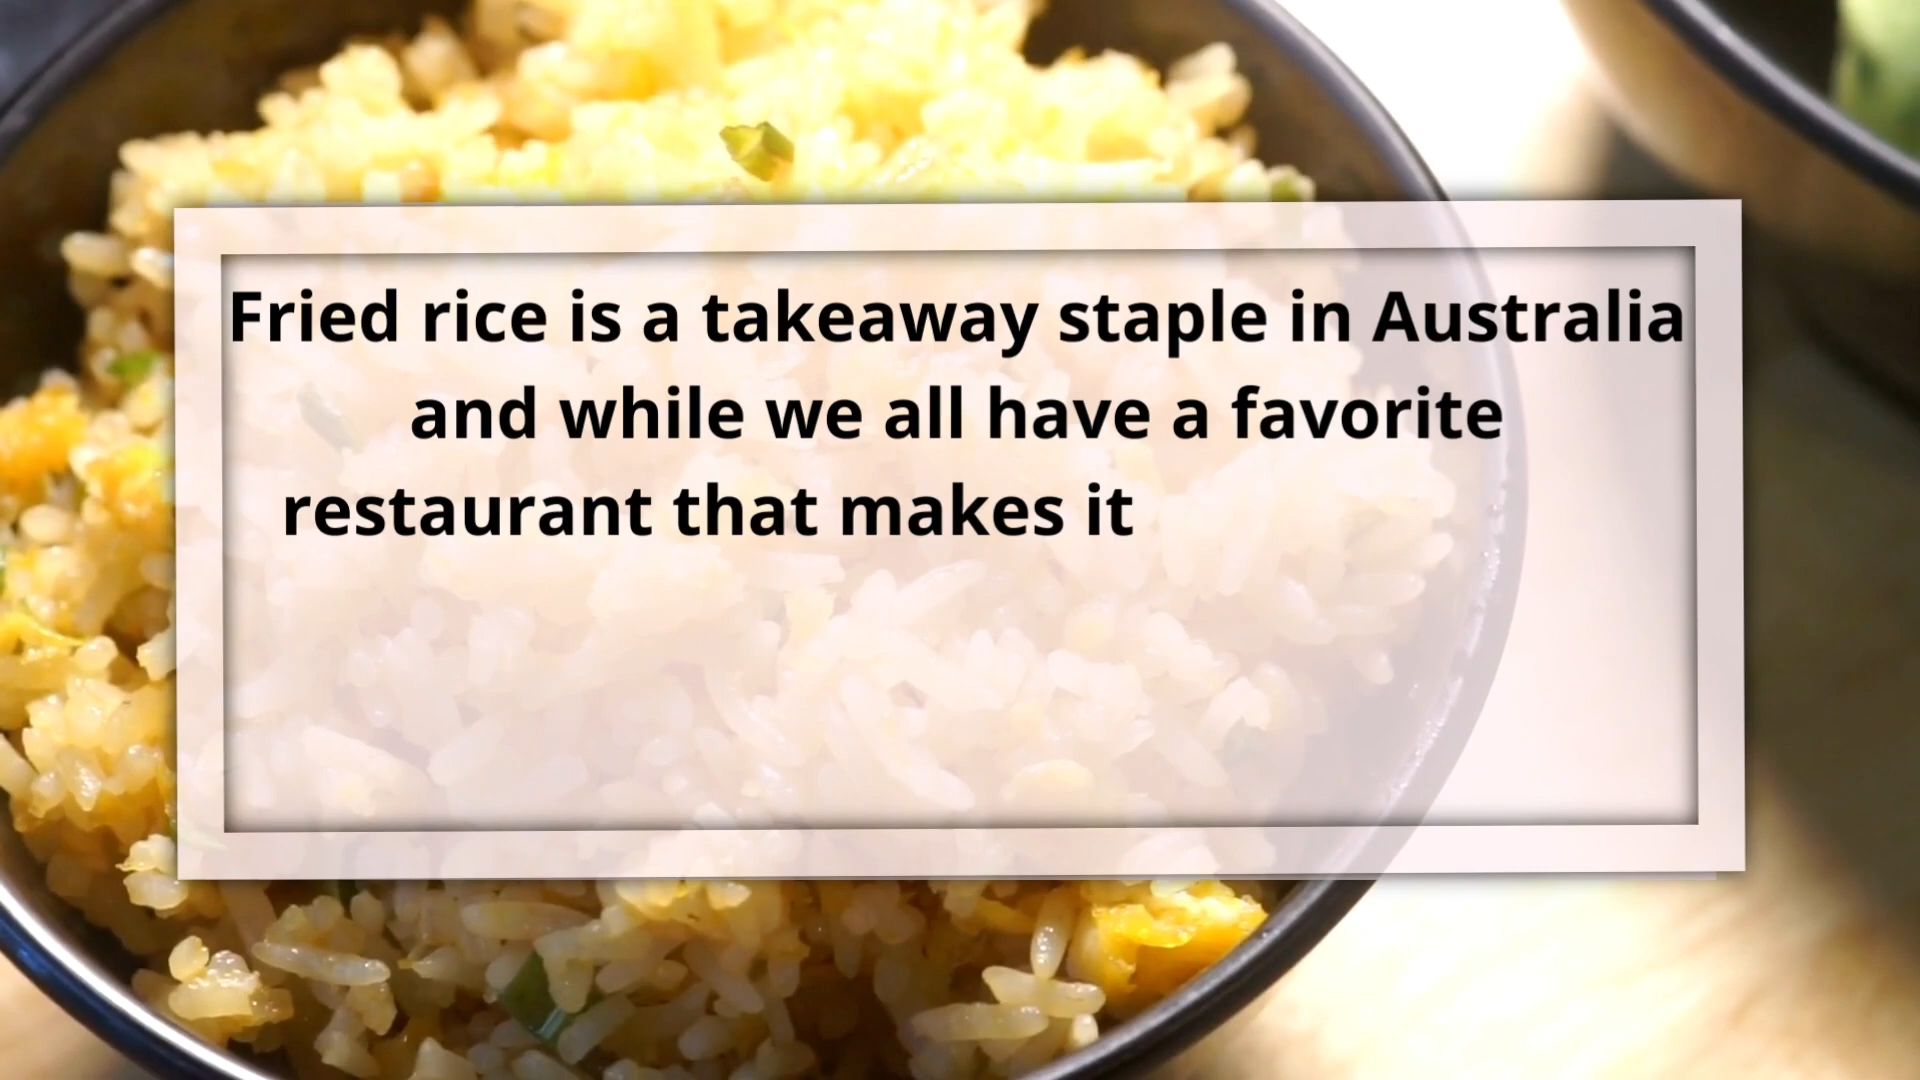 Fried rice is a takeaway staple in Australia
and while we all have a favorite
restaurant that makes it